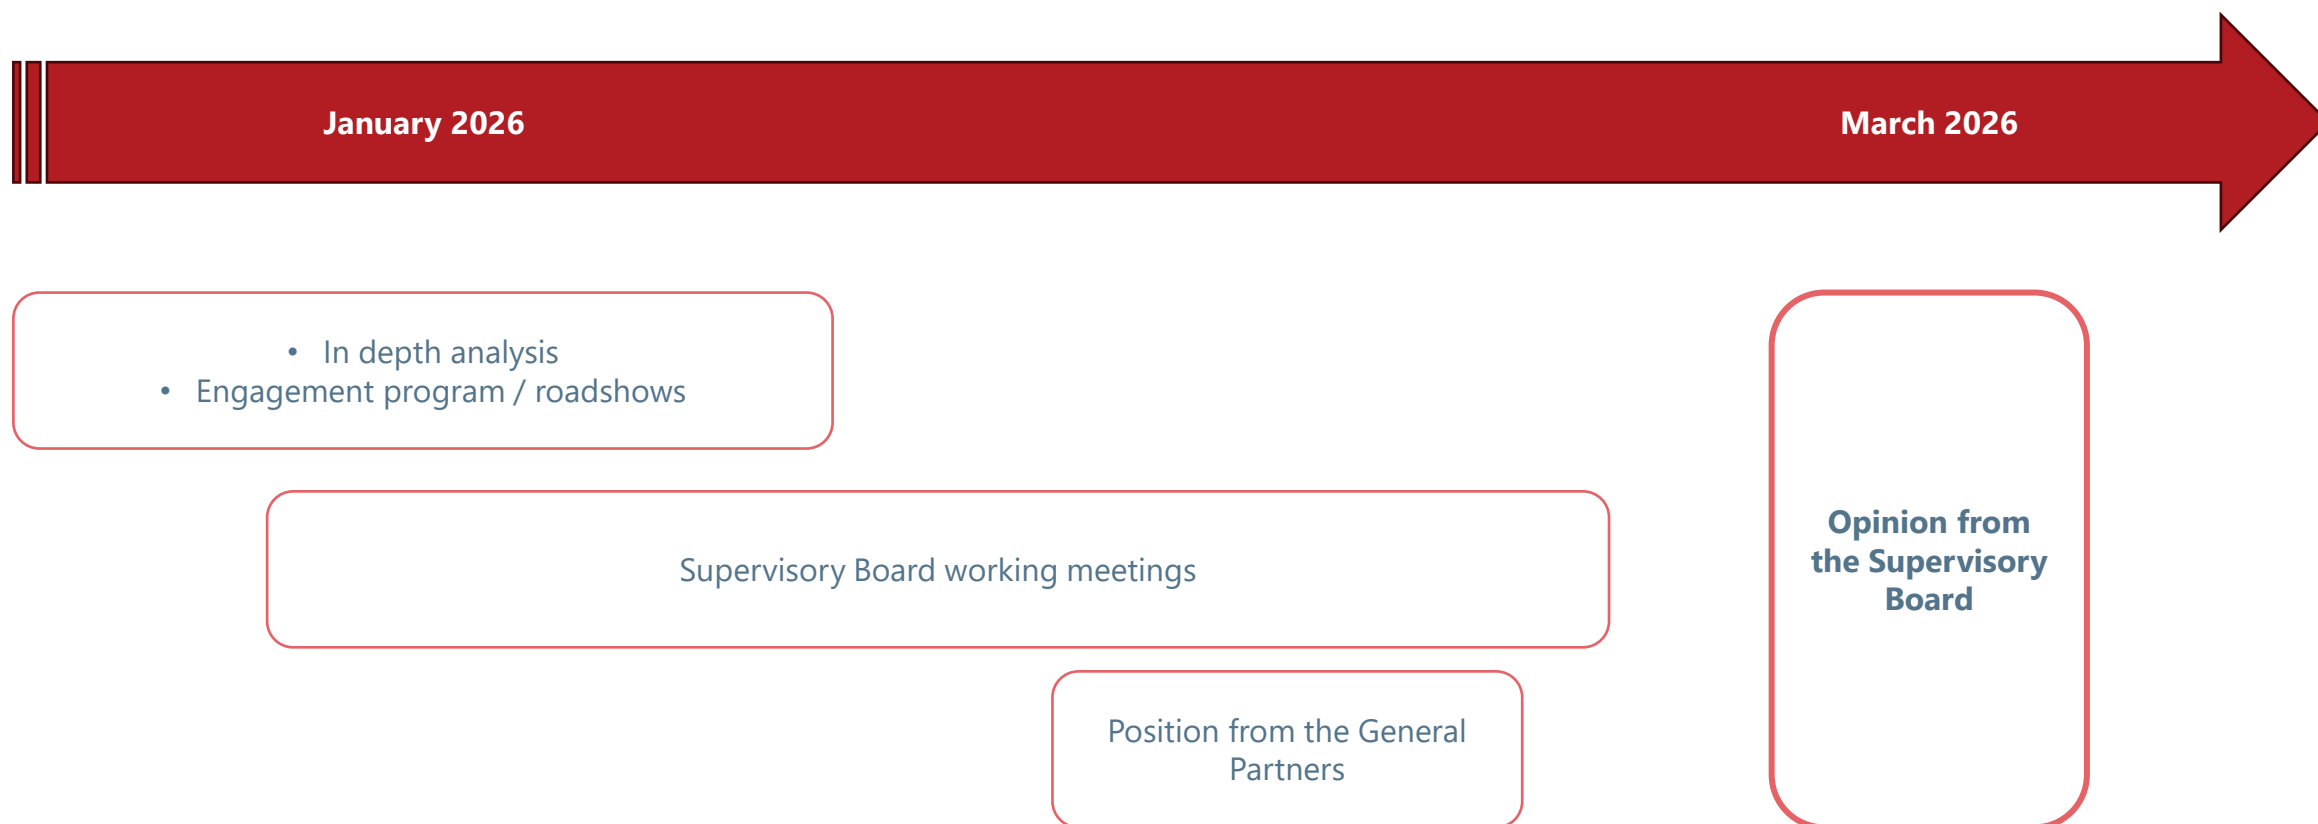 January 2026
March 2026
• In depth analysis
• Engagement program / roadshows
Supervisory Board working meetings
Position from the General
Partners
Opinion from
the Supervisory
Board